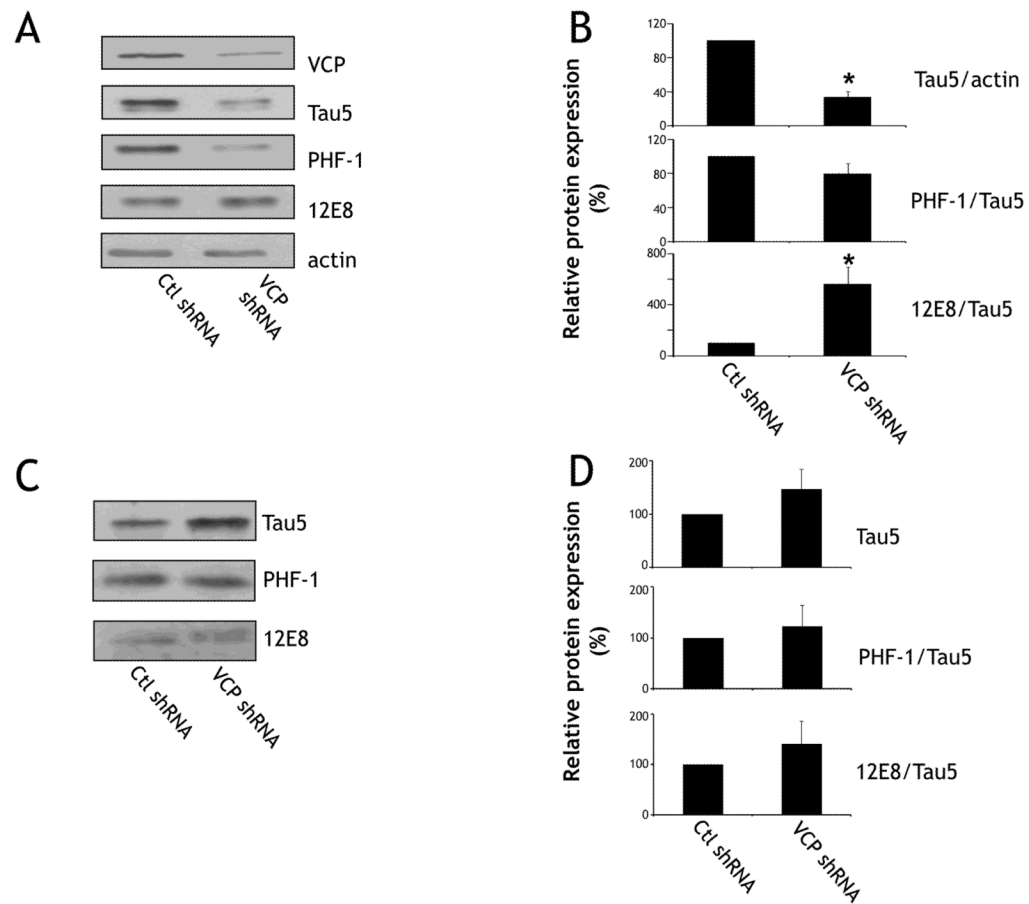 A
VCP
Tau5
PHF-1
12E8
actin
Ctl shRNA
VCP
shRNA
B
Relative protein expression
(%)
120
80
40
0
Tau5/actin
*
120
80
40
0
PHF-1/Tau5
800
400
0
12E8/Tau5
*
Ctl shRNA
VCP shRNA
C
Tau5
PHF-1
12E8
Ctl shRNA
VCP shRNA
D
Relative protein expression
(%)
200
100
0
Tau5
200
100
0
PHF-1/Tau5
200
100
0
12E8/Tau5
Ctl shRNA
VCP shRNA